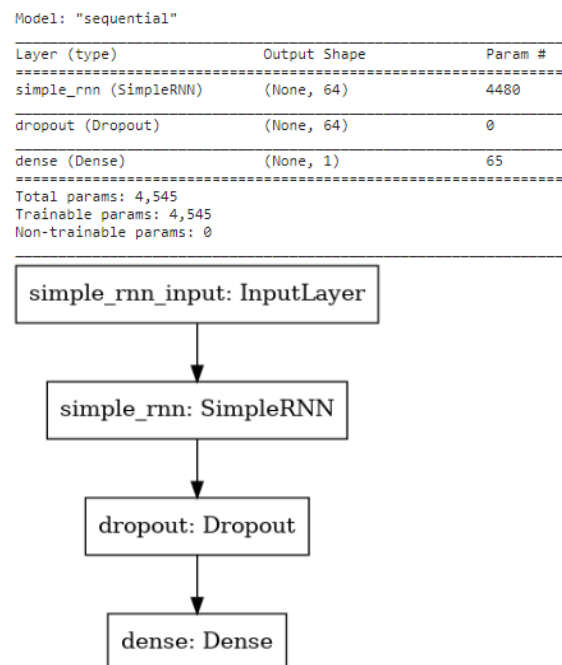 Model: "sequential"
Layer (type) Output Shape Param #
simple_rnn (SimpleRNN) (None, 64) 4480
dropout (Dropout) (None, 64) 0
dense (Dense) (None, 1) 65
Total params: 4,545
Trainable params: 4,545
Non-trainable params: 0
simple_rnn_input: InputLayer
simple_rnn: SimpleRNN
dropout: Dropout
dense: Dense